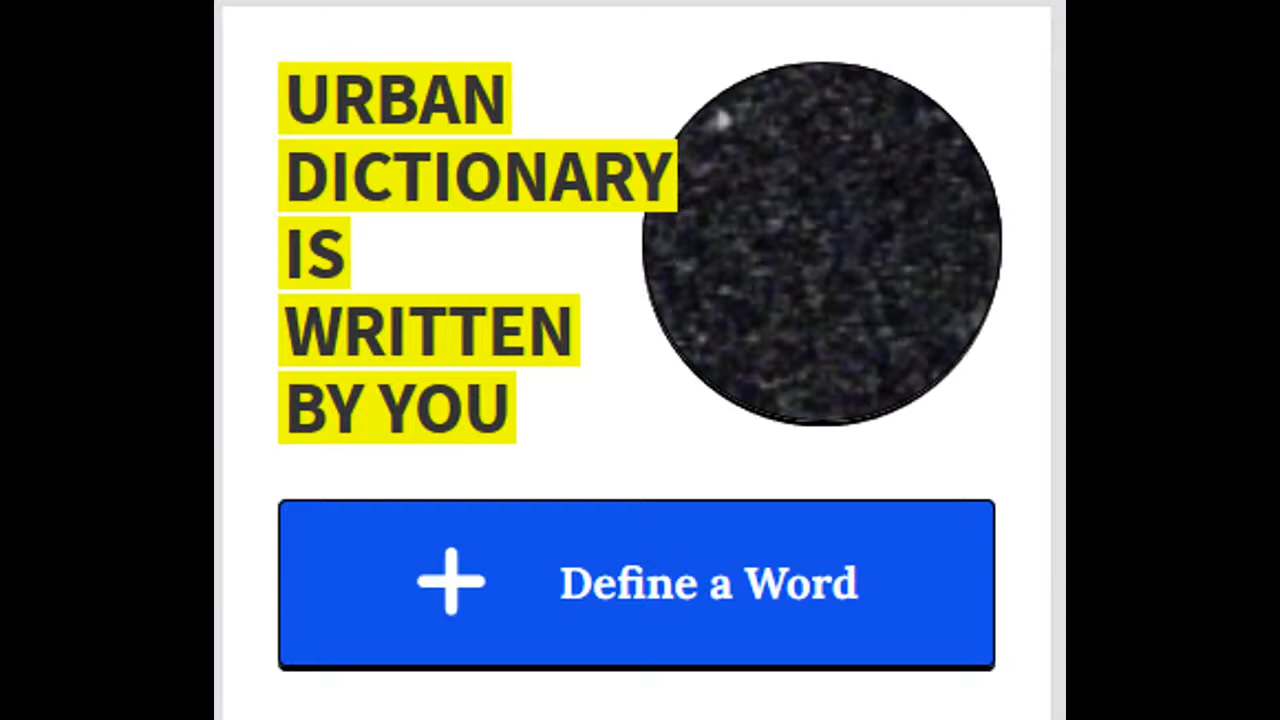 URBAN
DICTIONARY
IS
WRITTEN
BY YOU
Define a Word